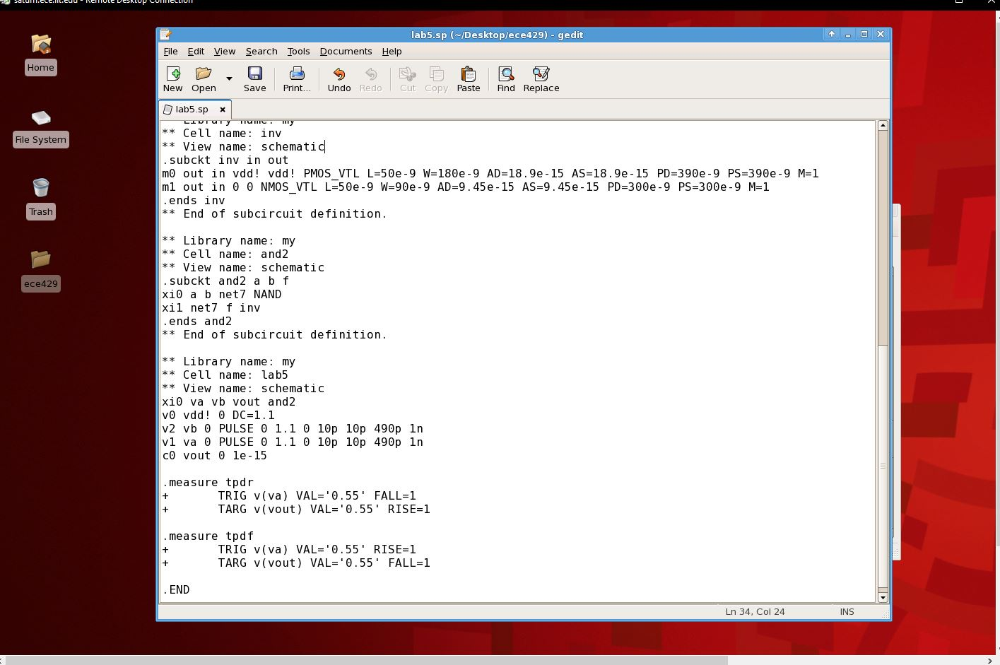 saturn.ece.iit.edu - Remote Desktop Connection
Home
File System
Trash
ece429
lab5.sp (~/Desktop/ece429) - gedit
File Edit View Search Tools Documents Help
New Open Save Print... Undo Redo Cut Copy Paste Find Replace
lab5.sp
** Library name: my
** Cell name: inv
** View name: schematic
.subckt inv in out
m0 out in vdd! vdd! PMOS_VTL L=50e-9 W=180e-9 AD=18.9e-15 AS=18.9e-15 PD=390e-9 PS=390e-9 M=1
m1 out in 0 0 NMOS_VTL L=50e-9 W=90e-9 AD=9.45e-15 AS=9.45e-15 PD=300e-9 PS=300e-9 M=1
.ends inv
** End of subcircuit definition.
** Library name: my
** Cell name: and2
** View name: schematic
.subckt and2 a b f
xi0 a b net7 NAND
xi1 net7 f inv
.ends and2
** End of subcircuit definition.
** Library name: my
** Cell name: lab5
** View name: schematic
xi0 va vb vout and2
v0 vdd! 0 DC=1.1
v2 vb 0 PULSE 0 1.1 0 10p 10p 490p 1n
v1 va 0 PULSE 0 1.1 0 10p 10p 490p 1n
c0 vout 0 1e-15
.measure tpdr
+ TRIG v(va) VAL='0.55' FALL=1
+ TARG v(vout) VAL='0.55' RISE=1
.measure tpdf
+ TRIG v(va) VAL='0.55' RISE=1
+ TARG v(vout) VAL='0.55' FALL=1
.END
Ln 34, Col 24 INS